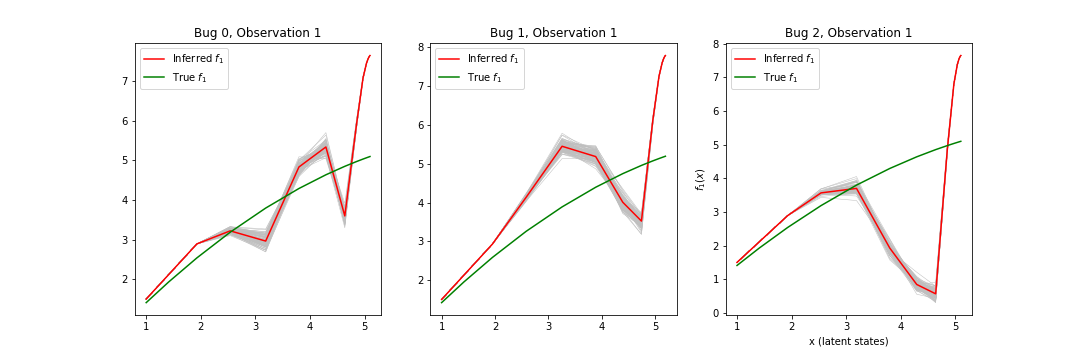 Bug 0, Observation 1
Inferred f₁
True f₁
7
6
5
4
3
2
1 2 3 4 5
Bug 1, Observation 1
Inferred f₁
True f₁
8
7
6
5
4
3
2
1 2 3 4 5
Bug 2, Observation 1
Inferred f₁
True f₁
f₁(x)
8
7
6
5
4
3
2
1
0
1 2 3 4 5
x (latent states)